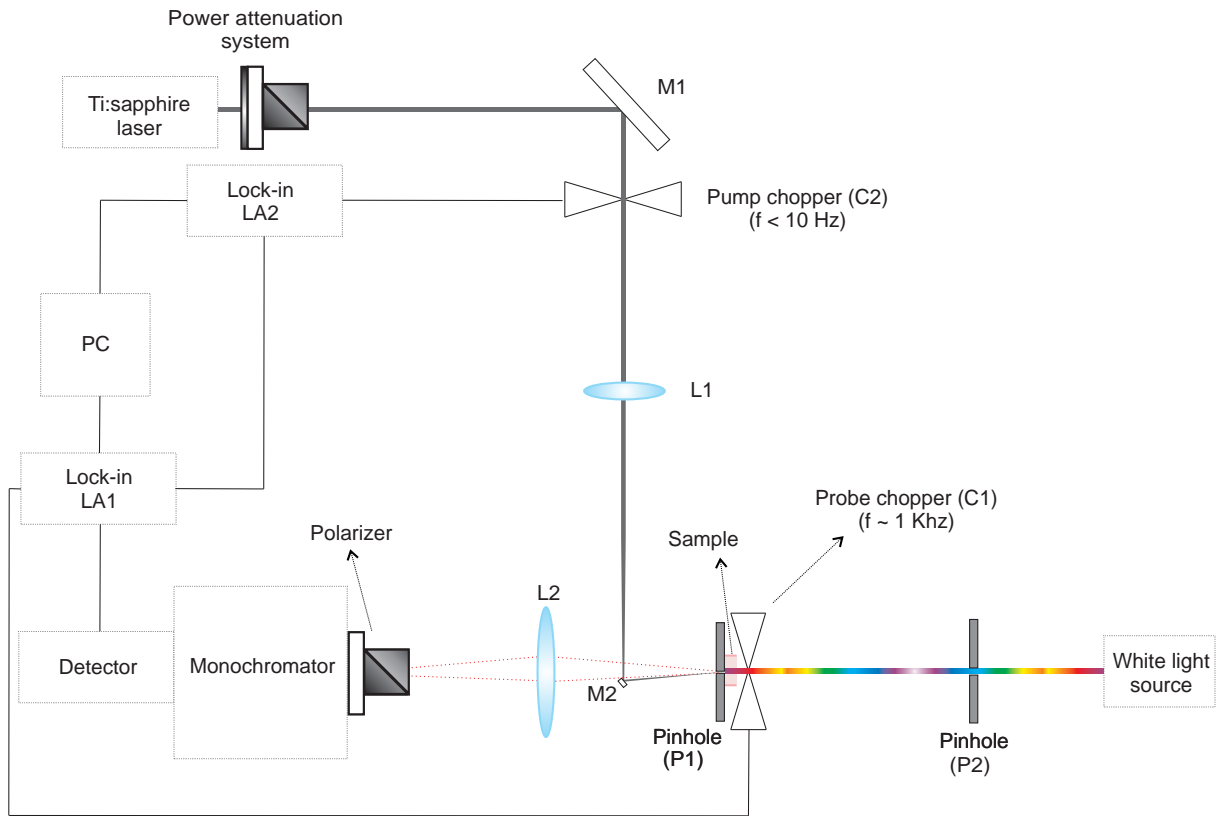 Power attenuation
system
M1
Ti:sapphire
laser
Lock-in
LA2
Pump chopper (C2)
(f < 10 Hz)
PC
L1
Lock-in
LA1
Probe chopper (C1)
(f ~ 1 Khz)
Polarizer
Sample
L2
Detector
Monochromator
M2
White light
source
Pinhole
(P1)
Pinhole
(P2)